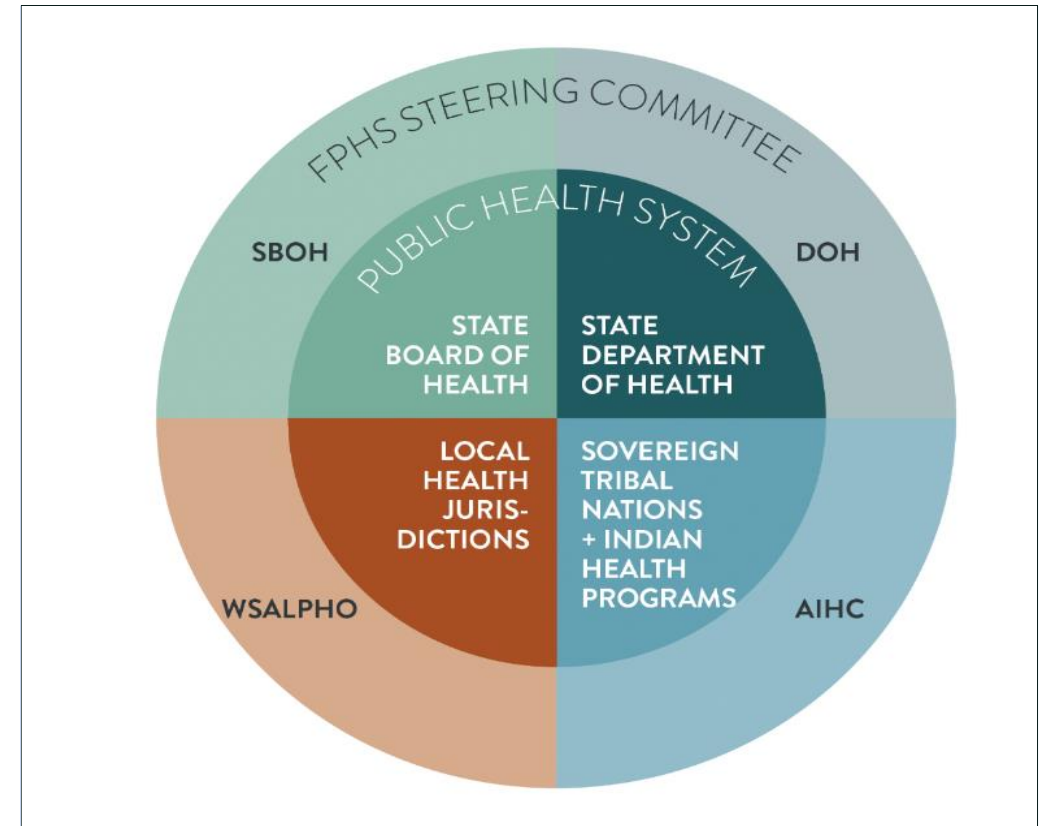 FPHS STEERING COMMITTEE
PUBLIC HEALTH SYSTEM
SBOH
DOH
STATE
BOARD OF
HEALTH
STATE
DEPARTMENT
OF HEALTH
LOCAL
HEALTH
JURIS-
DICTIONS
SOVEREIGN
TRIBAL
NATIONS
+ INDIAN
HEALTH
PROGRAMS
WSALPHO
AIHC